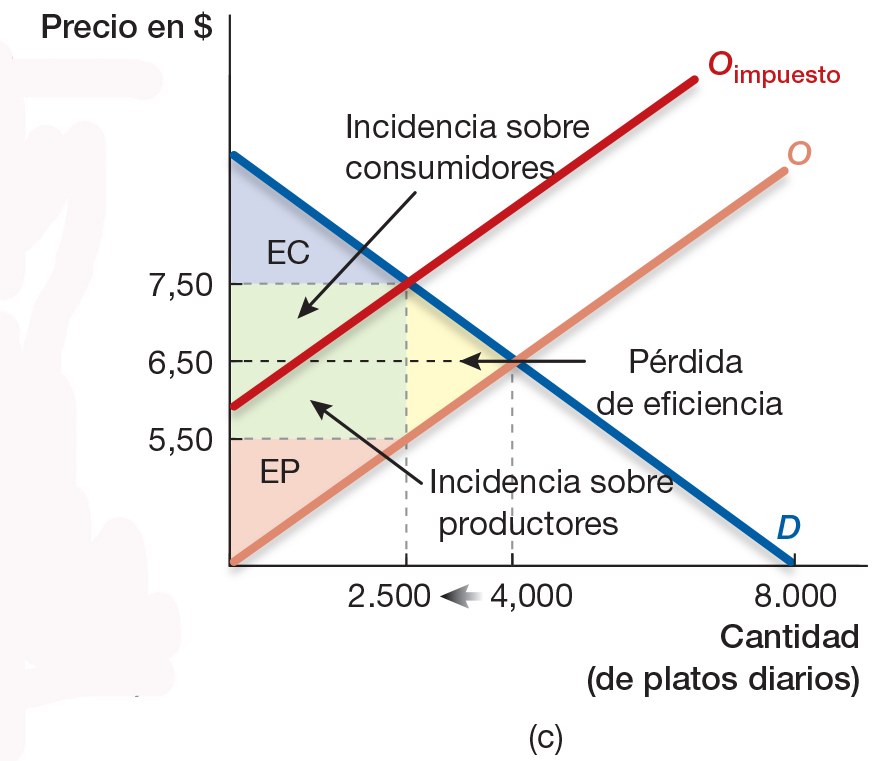 Precio en $
O impuesto
O
Incidencia sobre
consumidores
EC
7,50
6,50
Pérdida
de eficiencia
5,50
EP
Incidencia sobre
productores
D
2.500
4,000
8.000
Cantidad
(de platos diarios)
(c)